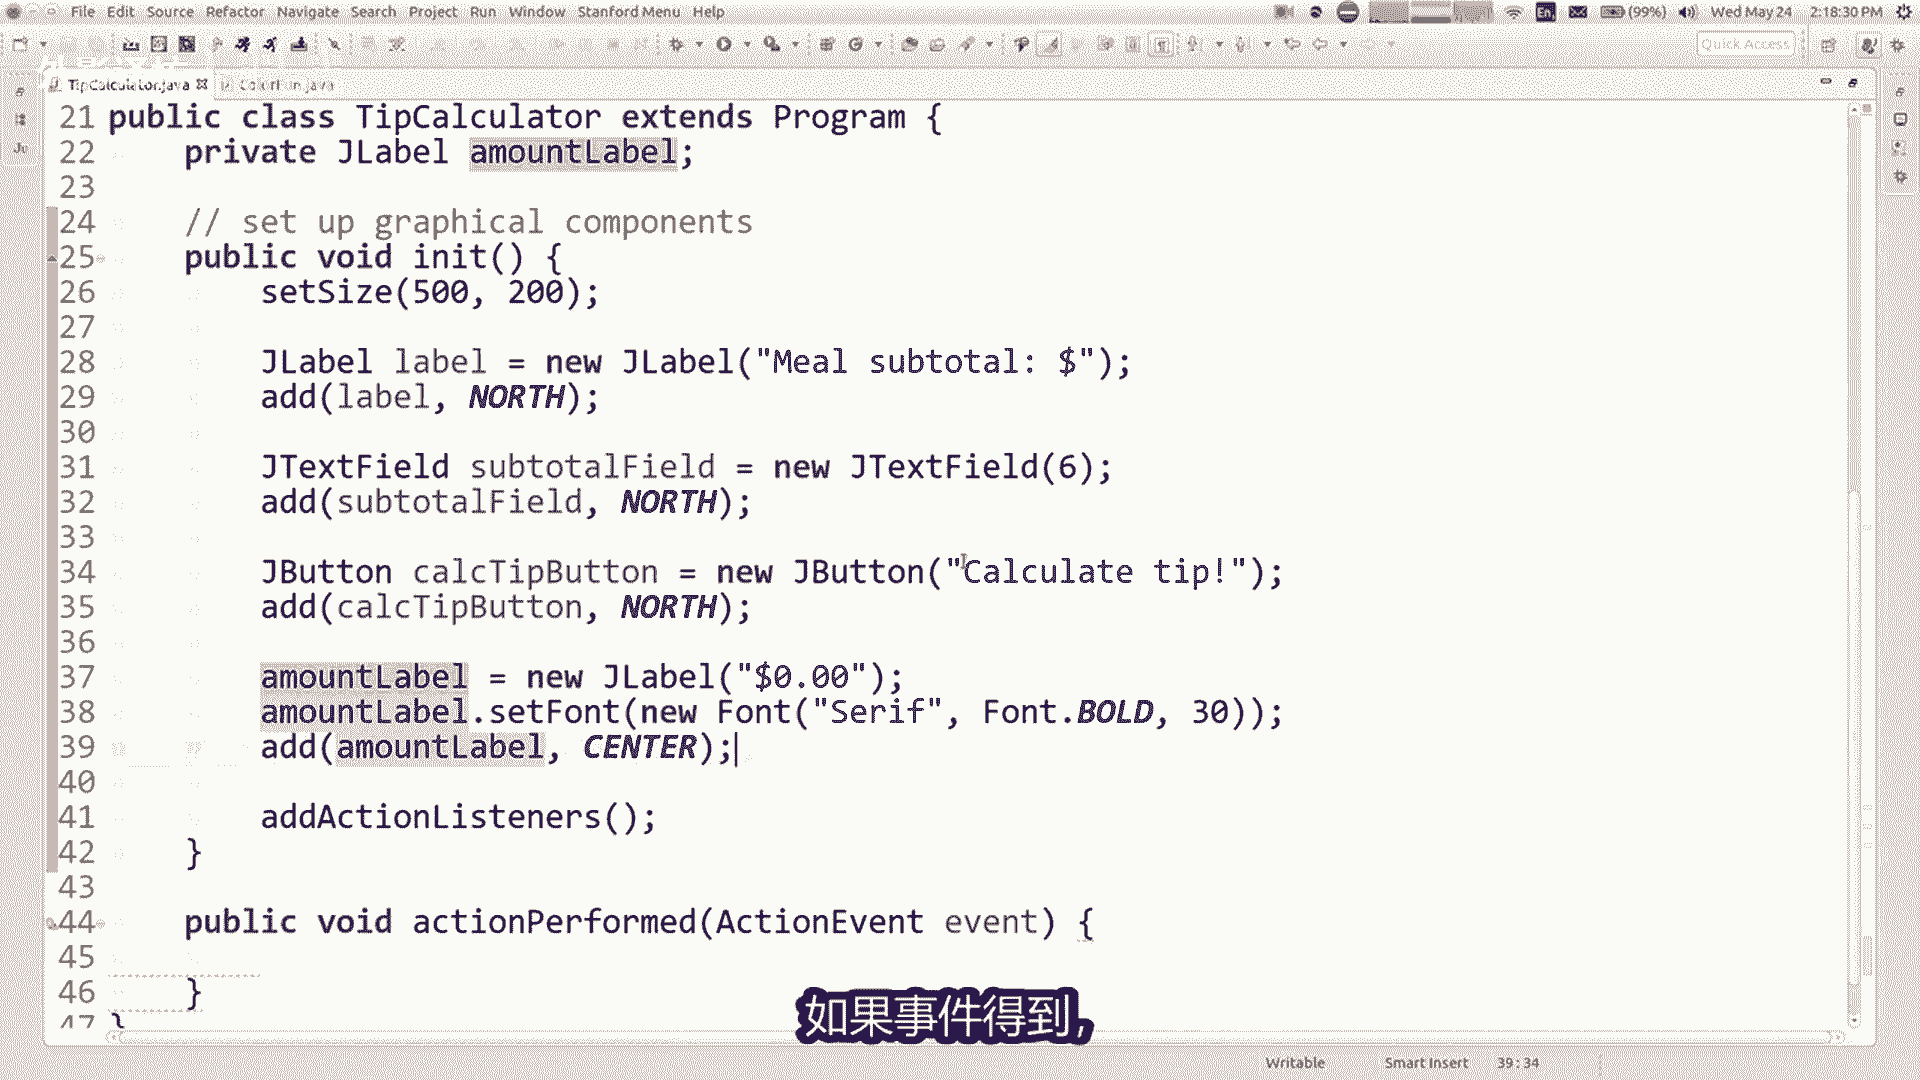 File Edit Source Refactor Navigate Search Project Run Window Stanford Menu Help (99%) Wed May 24 2:18:30 PM
Quick Access
TipCalculator.java ColorFun.java
21 public class TipCalculator extends Program {
22 private JLabel amountLabel;
23
24 // set up graphical components
25 public void init() {
26 setSize(500, 200);
27
28 JLabel label = new JLabel("Meal subtotal: $");
29 add(label, NORTH);
30
31 JTextField subtotalField = new JTextField(6);
32 add(subtotalField, NORTH);
33
34 JButton calcTipButton = new JButton("Calculate tip!");
35 add(calcTipButton, NORTH);
36
37 amountLabel = new JLabel("$0.00");
38 amountLabel.setFont(new Font("Serif", Font.BOLD, 30));
39 add(amountLabel, CENTER);
40
41 addActionListeners();
42 }
43
44 public void actionPerformed(ActionEvent event) {
45
46 }
47 }
如果事件得到,
Writable Smart Insert 39:34